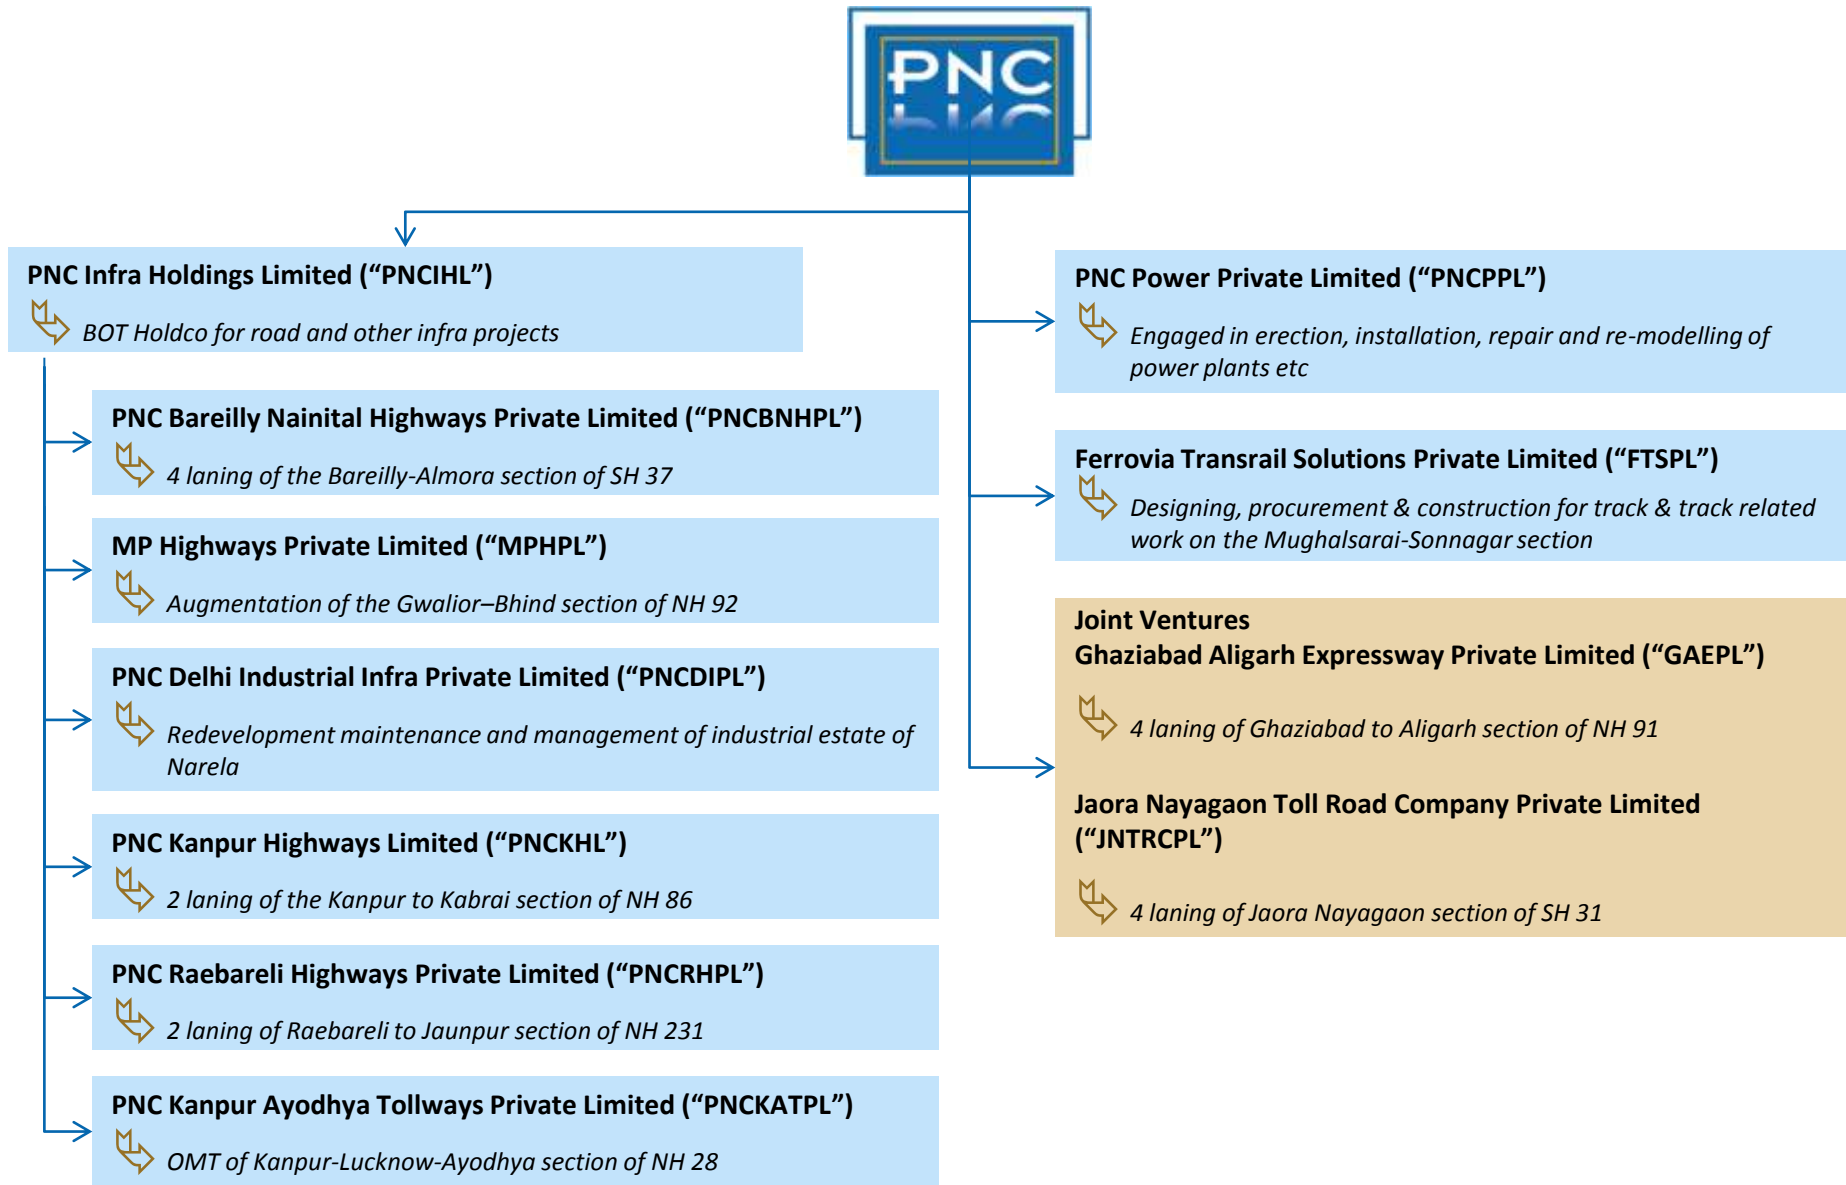 PNC
PNC Infra Holdings Limited (“PNCIHL”)
BOT Holdco for road and other infra projects
PNC Bareilly Nainital Highways Private Limited (“PNCBNHPL”)
4 laning of the Bareilly-Almora section of SH 37
MP Highways Private Limited (“MPHPL”)
Augmentation of the Gwalior–Bhind section of NH 92
PNC Delhi Industrial Infra Private Limited (“PNCDIPL”)
Redevelopment maintenance and management of industrial estate of
Narela
PNC Kanpur Highways Limited (“PNCKHL”)
2 laning of the Kanpur to Kabrai section of NH 86
PNC Raebareli Highways Private Limited (“PNCRHPL”)
2 laning of Raebareli to Jaunpur section of NH 231
PNC Kanpur Ayodhya Tollways Private Limited (“PNCKATPL”)
OMT of Kanpur-Lucknow-Ayodhya section of NH 28
PNC Power Private Limited (“PNCPPL”)
Engaged in erection, installation, repair and re-modelling of
power plants etc
Ferrovia Transrail Solutions Private Limited (“FTSPL”)
Designing, procurement & construction for track & track related
work on the Mughalsarai-Sonnagar section
Joint Ventures
Ghaziabad Aligarh Expressway Private Limited (“GAEPL”)
4 laning of Ghaziabad to Aligarh section of NH 91
Jaora Nayagaon Toll Road Company Private Limited
(“JNTRCPL”)
4 laning of Jaora Nayagaon section of SH 31